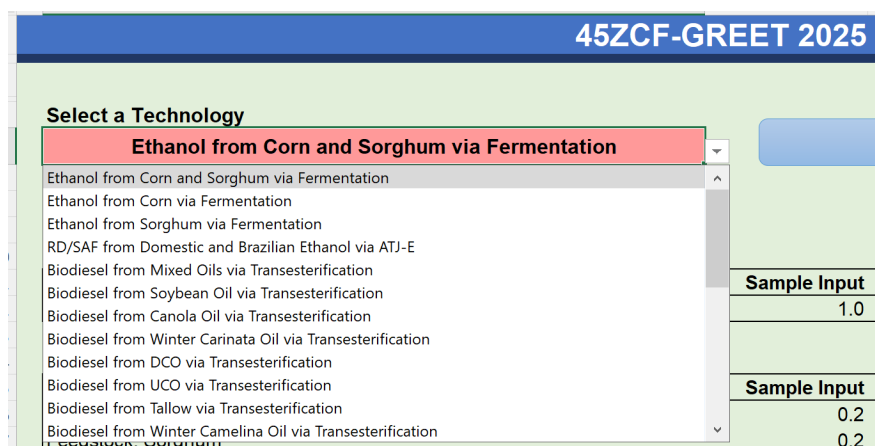 45ZCF-GREET 2025
Select a Technology
Ethanol from Corn and Sorghum via Fermentation
Ethanol from Corn and Sorghum via Fermentation
Ethanol from Corn via Fermentation
Ethanol from Sorghum via Fermentation
RD/SAF from Domestic and Brazilian Ethanol via ATJ-E
Biodiesel from Mixed Oils via Transesterification
Biodiesel from Soybean Oil via Transesterification
Sample Input
Biodiesel from Canola Oil via Transesterification
1.0
Biodiesel from Winter Carinata Oil via Transesterification
Biodiesel from DCO via Transesterification
Biodiesel from UCO via Transesterification
Sample Input
Biodiesel from Tallow via Transesterification
0.2
Biodiesel from Winter Camelina Oil via Transesterification
Feedstock: Sorghum
0.2